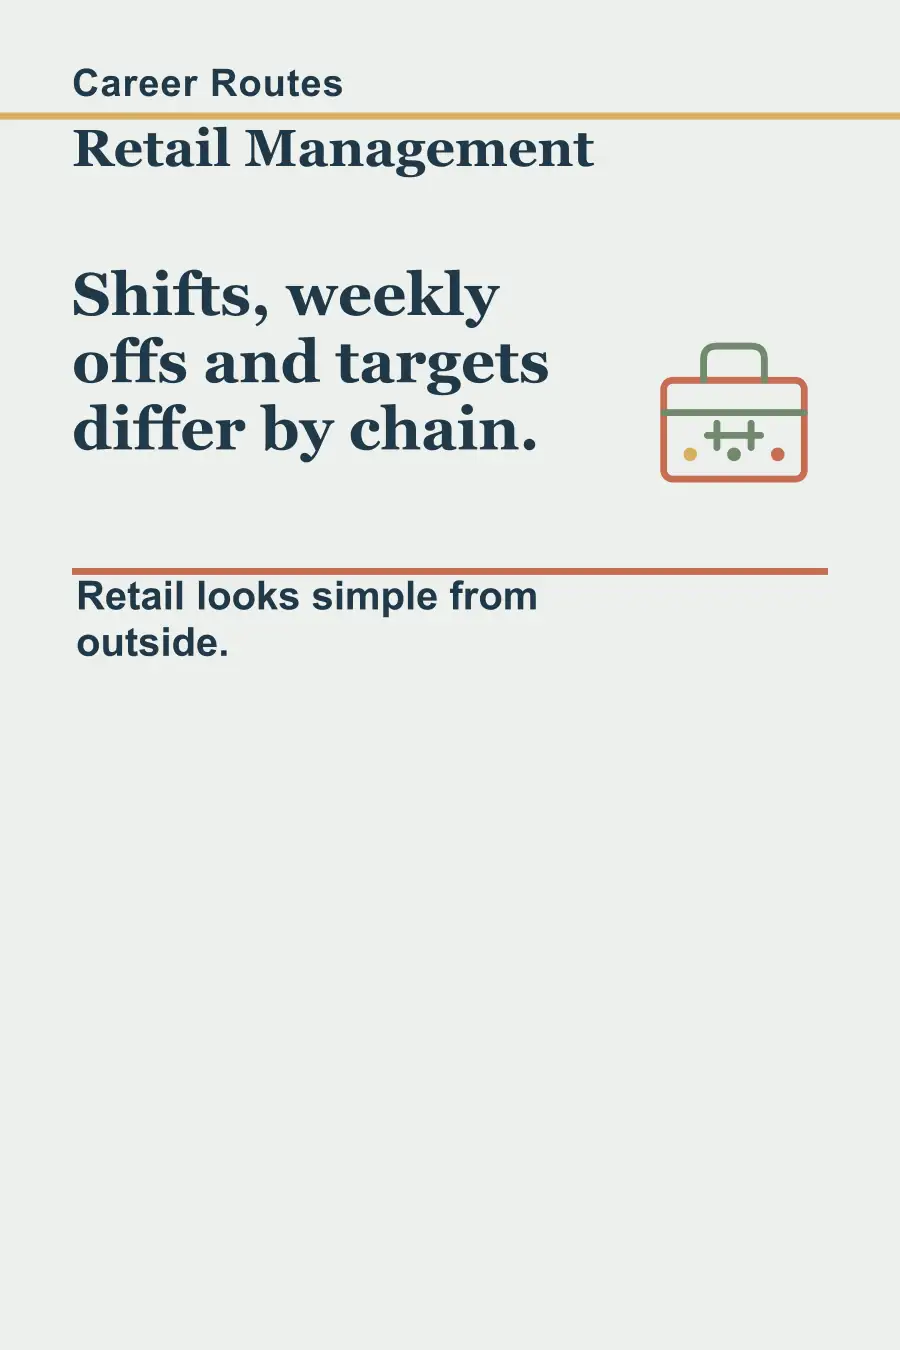 Career Routes
Retail Management
Shifts, weekly
offs and targets
differ by chain.
Retail looks simple from
outside.